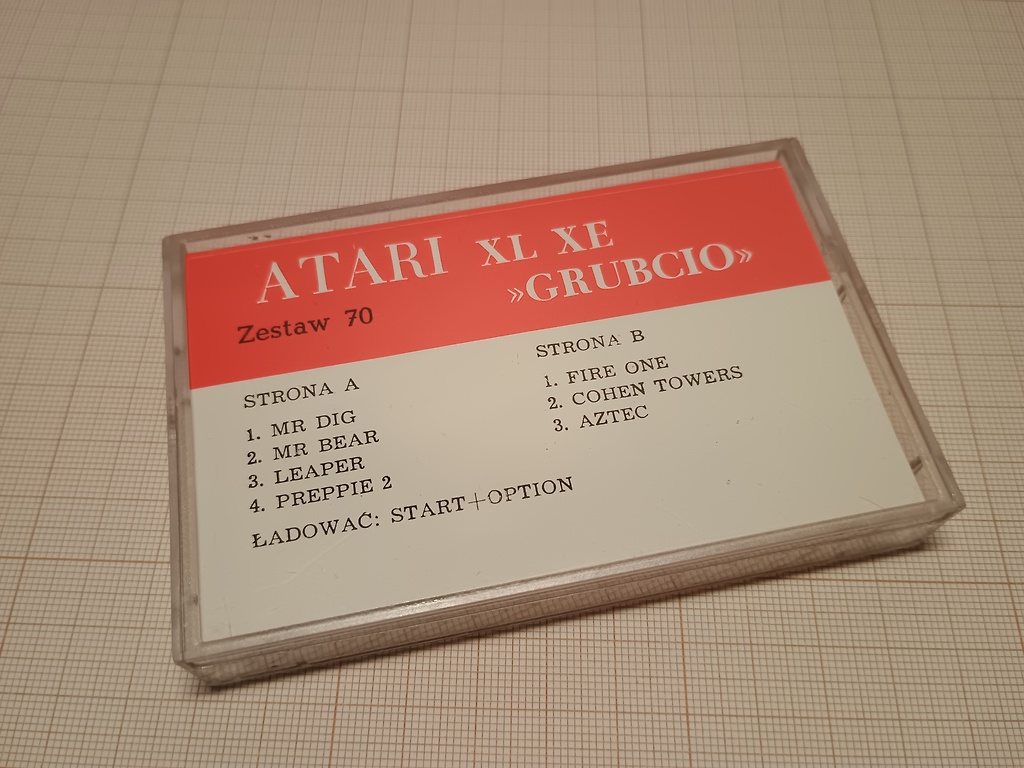 ATARI XL XE
»GRUBCIO»
Zestaw 70
STRONA A
1. MR DIG
2. MR BEAR
3. LEAPER
4. PREPPIE 2
STRONA B
1. FIRE ONE
2. COHEN TOWERS
3. AZTEC
ŁADOWAĆ: START+OPTION